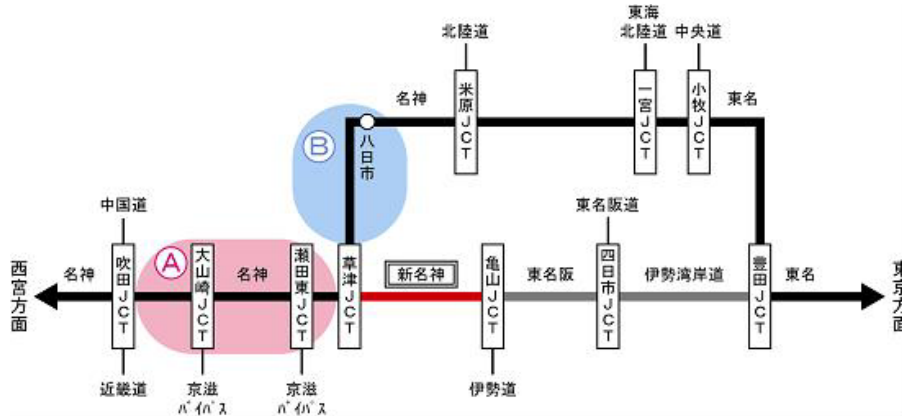 東海
北陸道
北陸道
中央道
名神
米原JCT
一宮JCT
小牧JCT
東名
B
八日市
中国道
東名阪道
A
西宮方面
名神
吹田JCT
大山崎JCT
名神
瀬田東JCT
草津JCT
新名神
亀山JCT
東名阪
四日市JCT
伊勢湾岸道
豊田JCT
東名
東京方面
近畿道
京滋
バイパス
京滋
バイパス
伊勢道